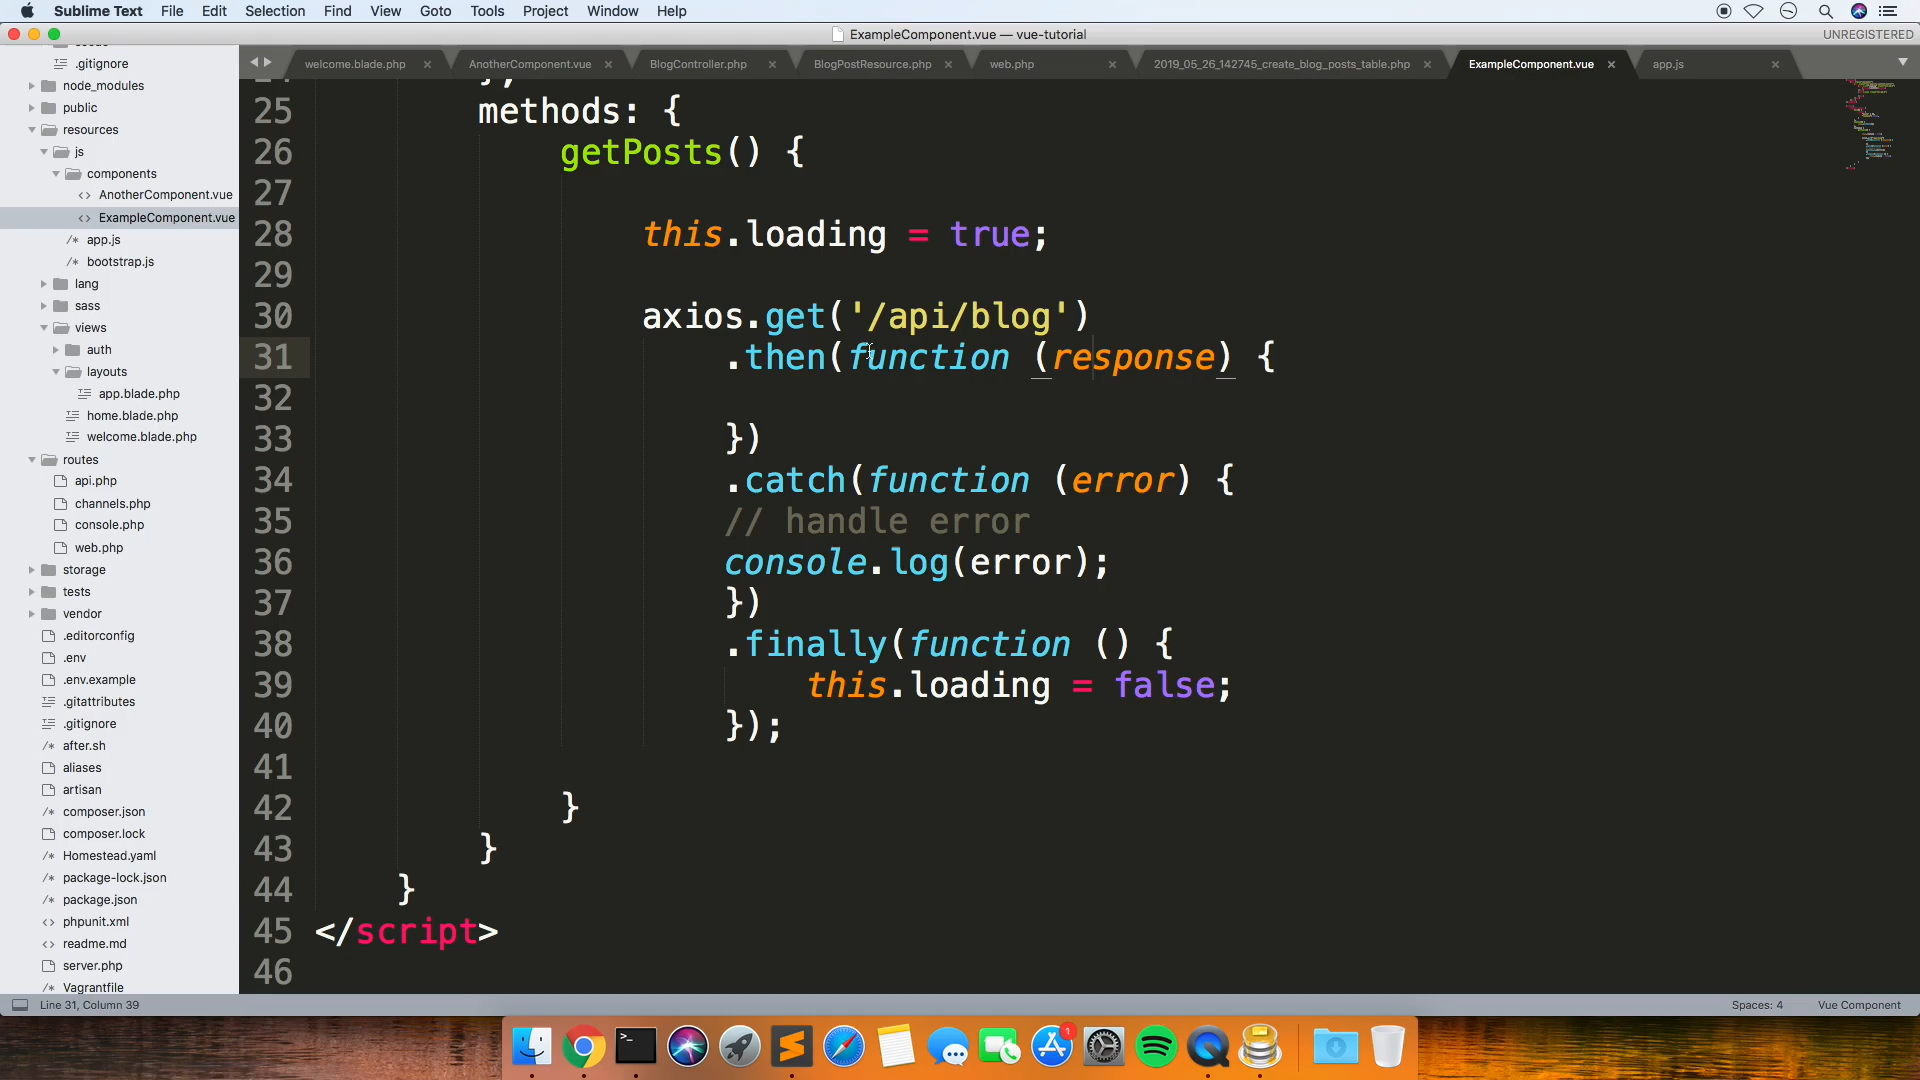 Sublime Text File Edit Selection Find View Goto Tools Project Window Help
ExampleComponent.vue — vue-tutorial
UNREGISTERED
welcome.blade.php AnotherComponent.vue BlogController.php BlogPostResource.php web.php 2019_05_26_142745_create_blog_posts_table.php ExampleComponent.vue app.js
.gitignore
node_modules
public
resources
js
components
AnotherComponent.vue
ExampleComponent.vue
app.js
bootstrap.js
lang
sass
views
auth
layouts
app.blade.php
home.blade.php
welcome.blade.php
routes
api.php
channels.php
console.php
web.php
storage
tests
vendor
.editorconfig
.env
.env.example
.gitattributes
.gitignore
after.sh
aliases
artisan
composer.json
composer.lock
Homestead.yaml
package-lock.json
package.json
phpunit.xml
readme.md
server.php
Vagrantfile
25 methods: {
26 getPosts() {
27
28 this.loading = true;
29
30 axios.get('/api/blog')
31 .then(function (response) {
32
33 })
34 .catch(function (error) {
35 // handle error
36 console.log(error);
37 })
38 .finally(function () {
39 this.loading = false;
40 });
41
42 }
43 }
44 }
45 </script>
46
Line 31, Column 39
Spaces: 4 Vue Component
1